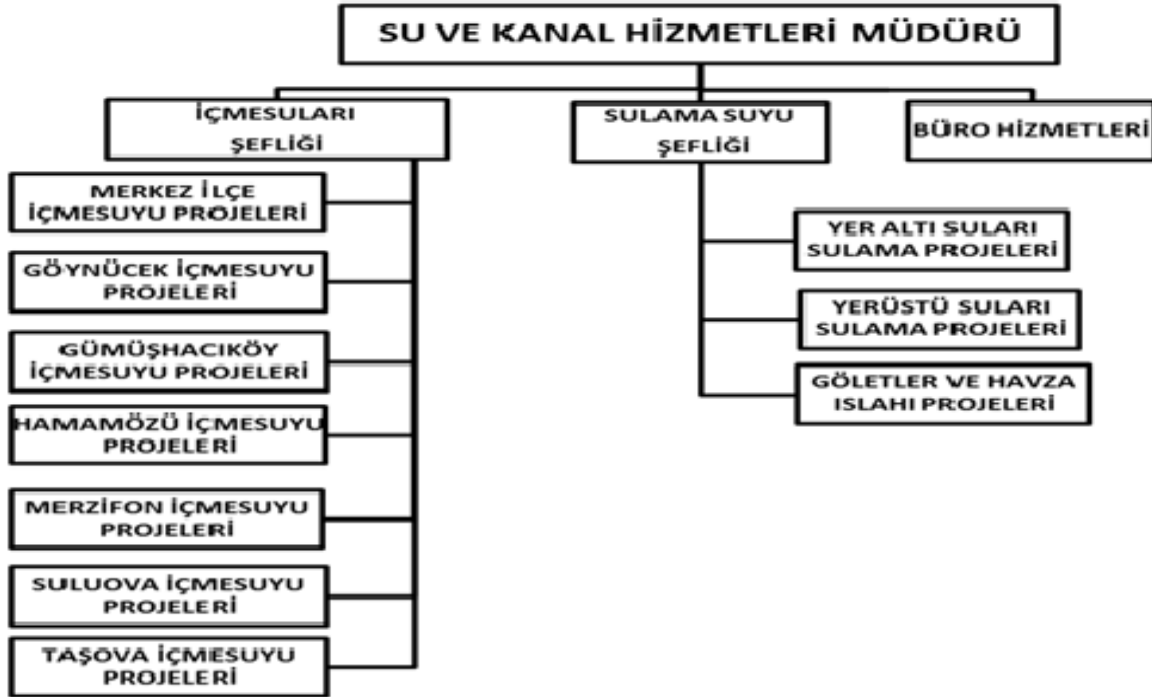 SU VE KANAL HİZMETLERİ MÜDÜRÜ
İÇMESULARI
ŞEFLİĞİ
SULAMA SUYU
ŞEFLİĞİ
BÜRO HİZMETLERİ
MERKEZ İLÇE
İÇMESUYU PROJELERİ
GÖYNÜCEK İÇMESUYU
PROJELERİ
GÜMÜŞHACIKÖY
İÇMESUYU PROJELERİ
HAMAMÖZÜ İÇMESUYU
PROJELERİ
MERZİFON İÇMESUYU
PROJELERİ
SULUOVA İÇMESUYU
PROJELERİ
TAŞOVA İÇMESUYU
PROJELERİ
YER ALTI SULARI
SULAMA PROJELERİ
YERÜSTÜ SULARI
SULAMA PROJELERİ
GÖLETLER VE HAVZA
ISLAHI PROJELERİ